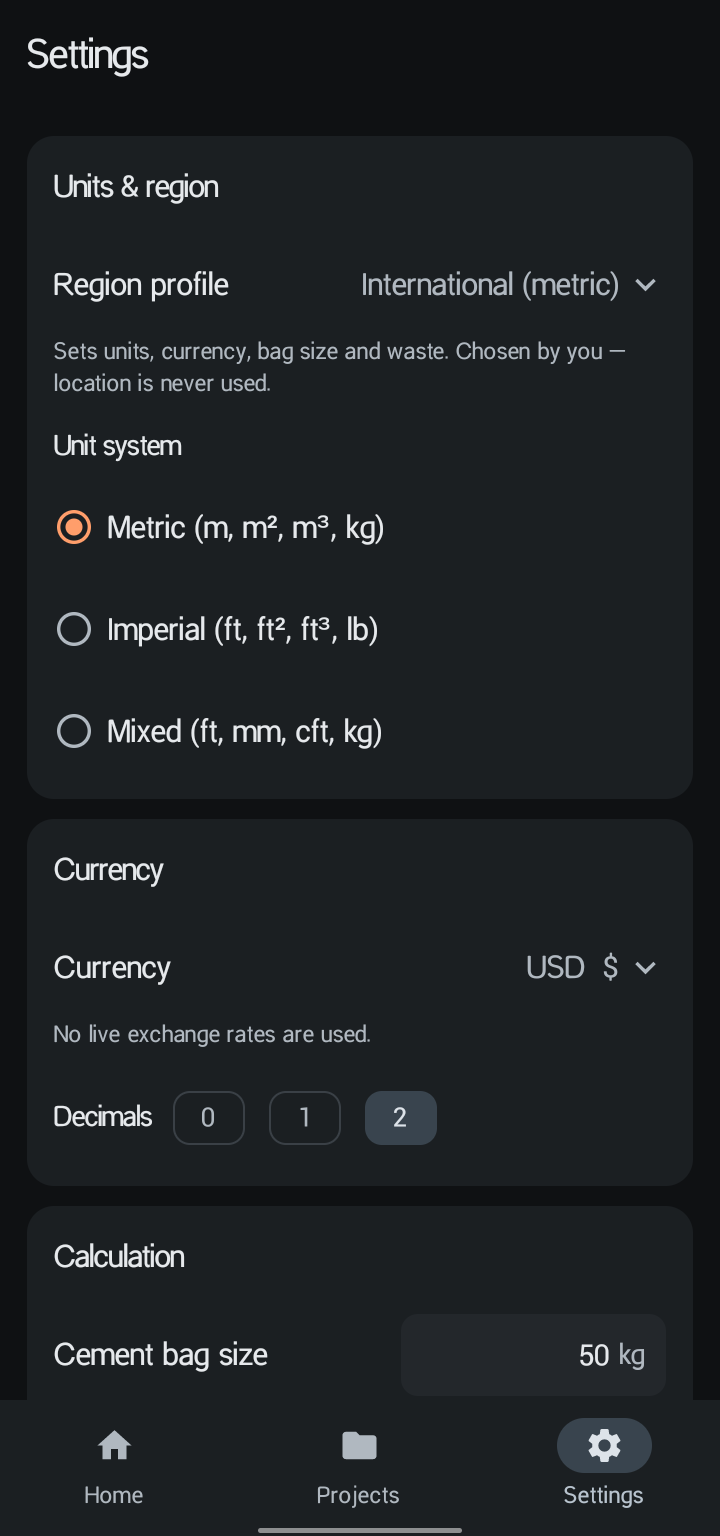 Settings
Units & region
Region profile International (metric)
Sets units, currency, bag size and waste. Chosen by you —
location is never used.
Unit system
Metric (m, m², m³, kg)
Imperial (ft, ft², ft³, lb)
Mixed (ft, mm, cft, kg)
Currency
Currency USD $
No live exchange rates are used.
Decimals 0 1 2
Calculation
Cement bag size 50 kg
Home Projects Settings